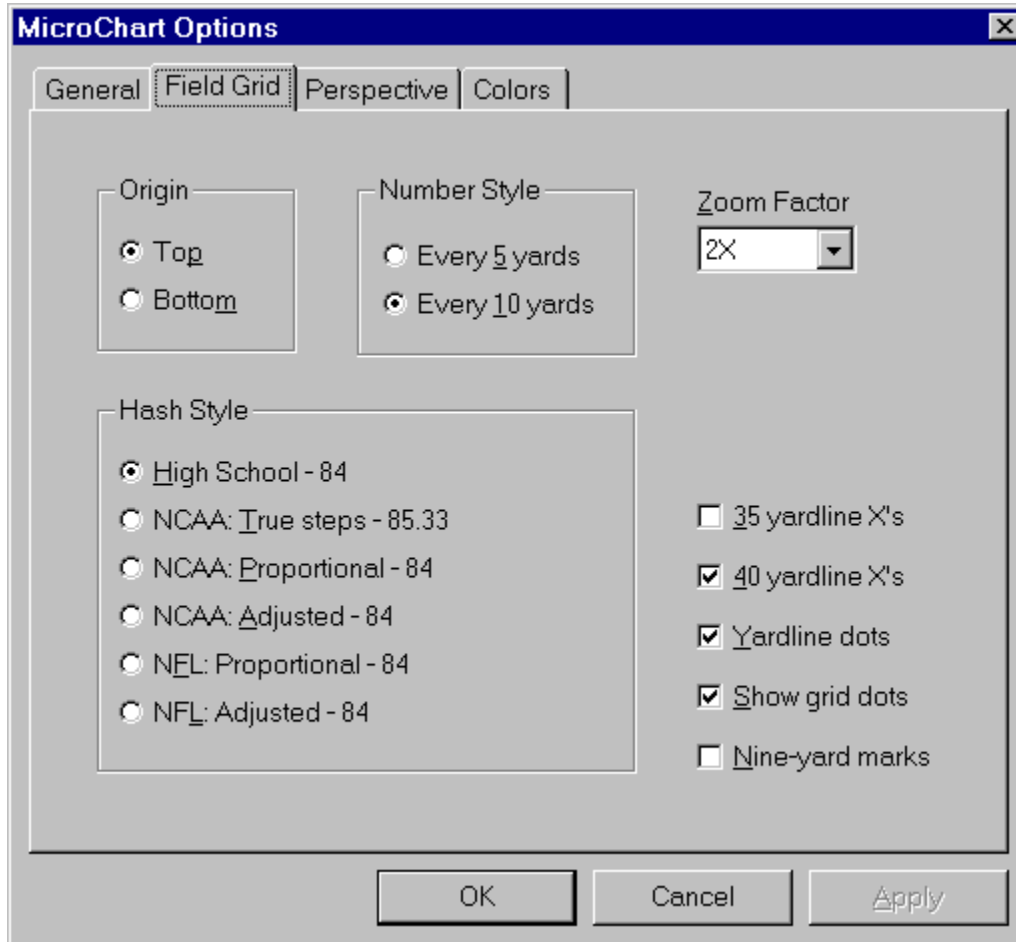 MicroChart Options
General
Field Grid
Perspective
Colors
Origin
Top
Bottom
Number Style
Every 5 yards
Every 10 yards
Zoom Factor
2X
Hash Style
High School - 84
NCAA: True steps - 85.33
NCAA: Proportional - 84
NCAA: Adjusted - 84
NFL: Proportional - 84
NFL: Adjusted - 84
35 yardline X's
40 yardline X's
Yardline dots
Show grid dots
Nine-yard marks
OK
Cancel
Apply